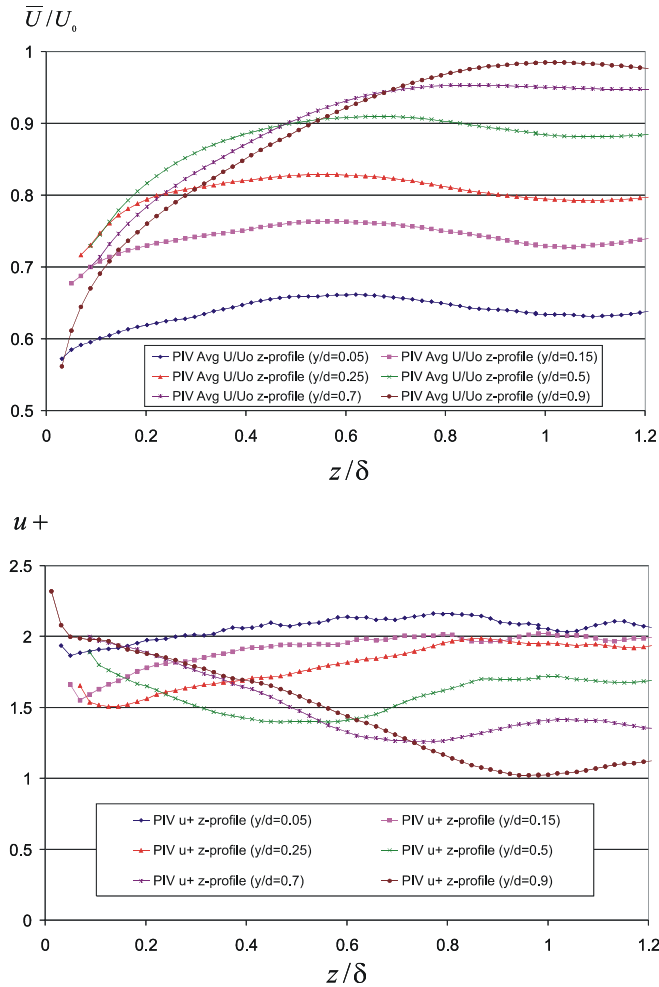 U̅/U₀
1
0.9
0.8
0.7
0.6
0.5
PIV Avg U/Uo z-profile (y/d=0.05) PIV Avg U/Uo z-profile (y/d=0.15)
PIV Avg U/Uo z-profile (y/d=0.25) PIV Avg U/Uo z-profile (y/d=0.5)
PIV Avg U/Uo z-profile (y/d=0.7) PIV Avg U/Uo z-profile (y/d=0.9)
0 0.2 0.4 0.6 0.8 1 1.2
z/δ
u+
2.5
2
1.5
1
0.5
0
PIV u+ z-profile (y/d=0.05) PIV u+ z-profile (y/d=0.15)
PIV u+ z-profile (y/d=0.25) PIV u+ z-profile (y/d=0.5)
PIV u+ z-profile (y/d=0.7) PIV u+ z-profile (y/d=0.9)
0 0.2 0.4 0.6 0.8 1 1.2
z/δ